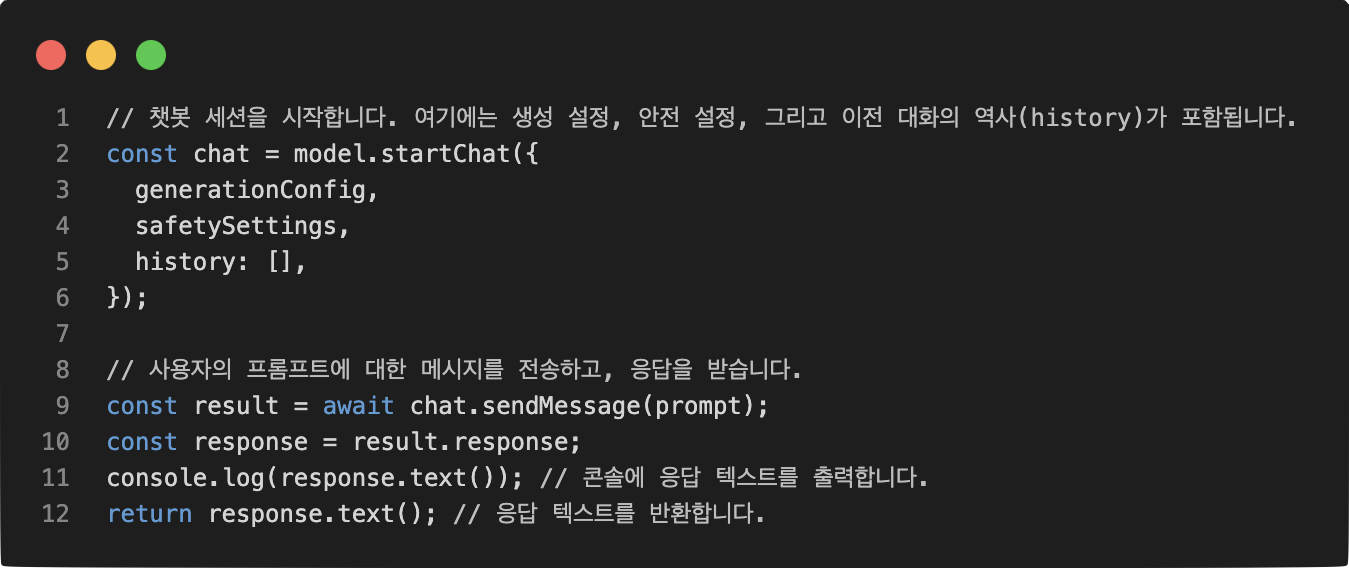 1 // 챗봇 세션을 시작합니다. 여기에는 생성 설정, 안전 설정, 그리고 이전 대화의 역사(history)가 포함됩니다.
2 const chat = model.startChat({
3   generationConfig,
4   safetySettings,
5   history: [],
6 });
7
8 // 사용자의 프롬프트에 대한 메시지를 전송하고, 응답을 받습니다.
9 const result = await chat.sendMessage(prompt);
10 const response = result.response;
11 console.log(response.text()); // 콘솔에 응답 텍스트를 출력합니다.
12 return response.text(); // 응답 텍스트를 반환합니다.